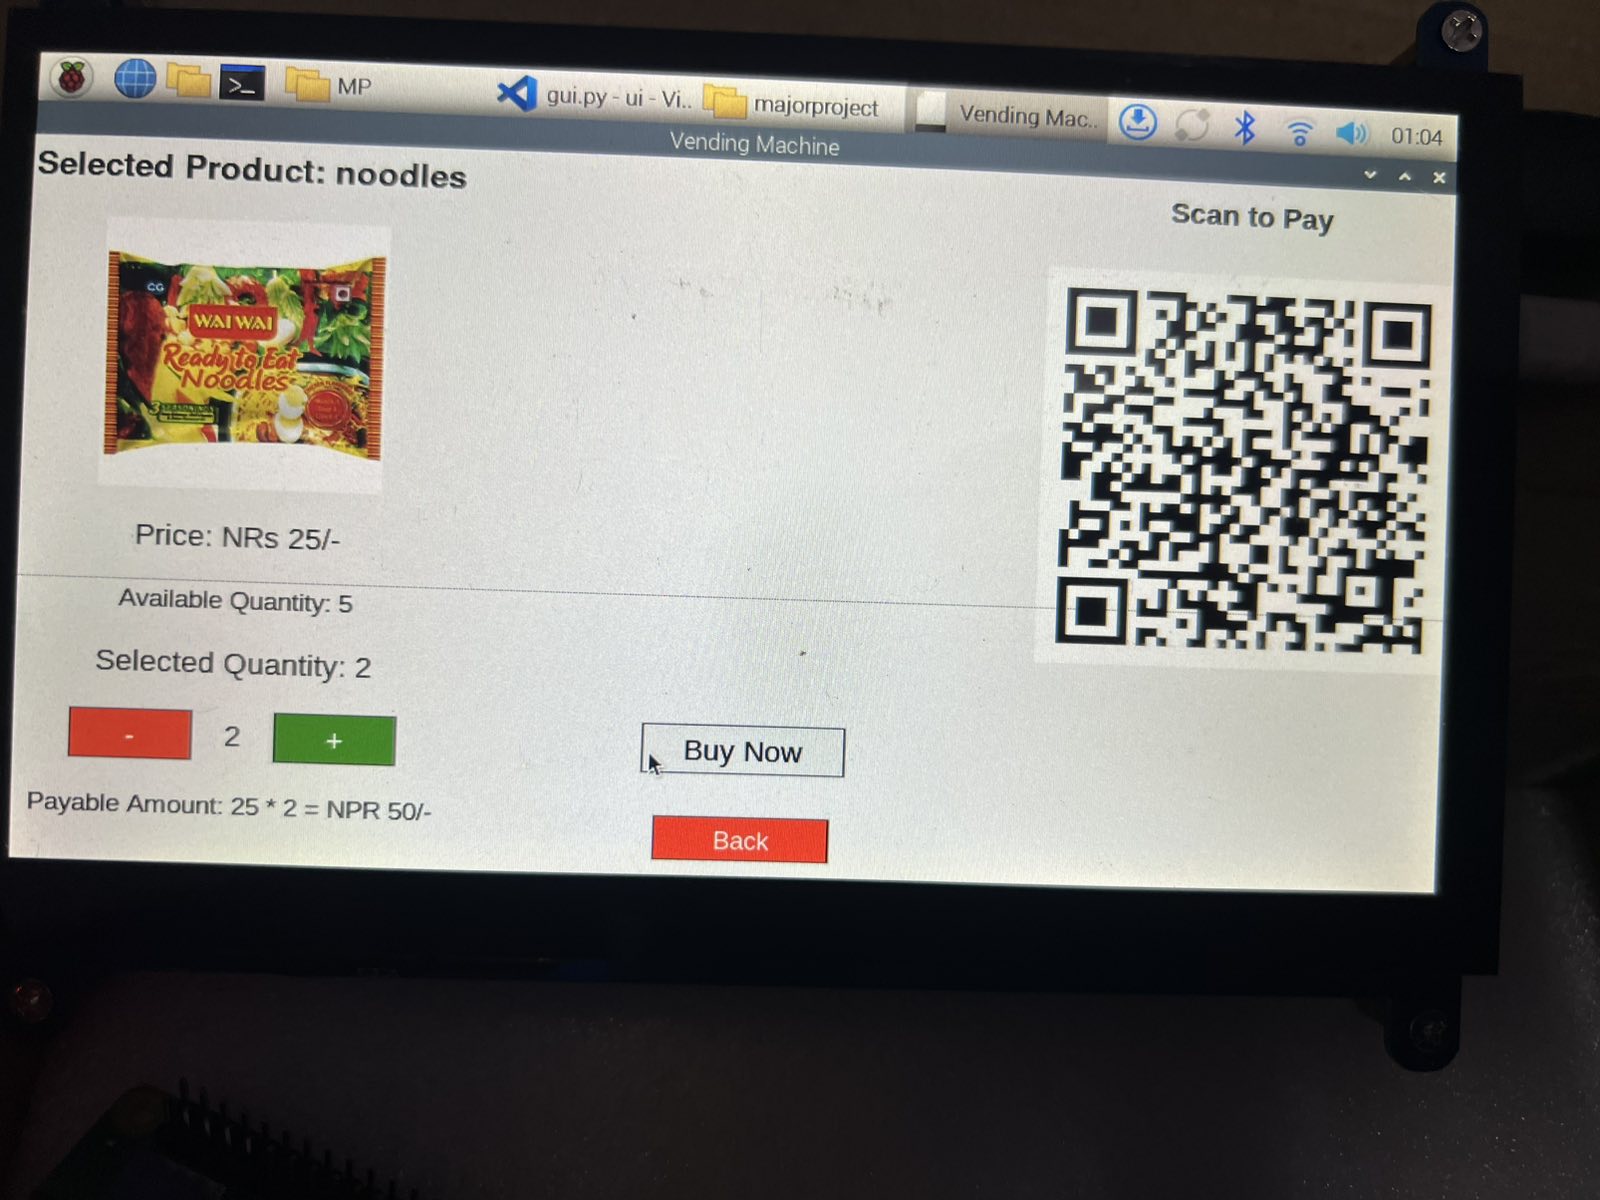 MP
gui.py - ui - Vi..
majorproject
Vending Mac..
01:04
Vending Machine
Selected Product: noodles
Scan to Pay
CG
WAI WAI
Ready to Eat
Noodles
Price: NRs 25/-
Available Quantity: 5
Selected Quantity: 2
-
2
+
Buy Now
Payable Amount: 25 * 2 = NPR 50/-
Back